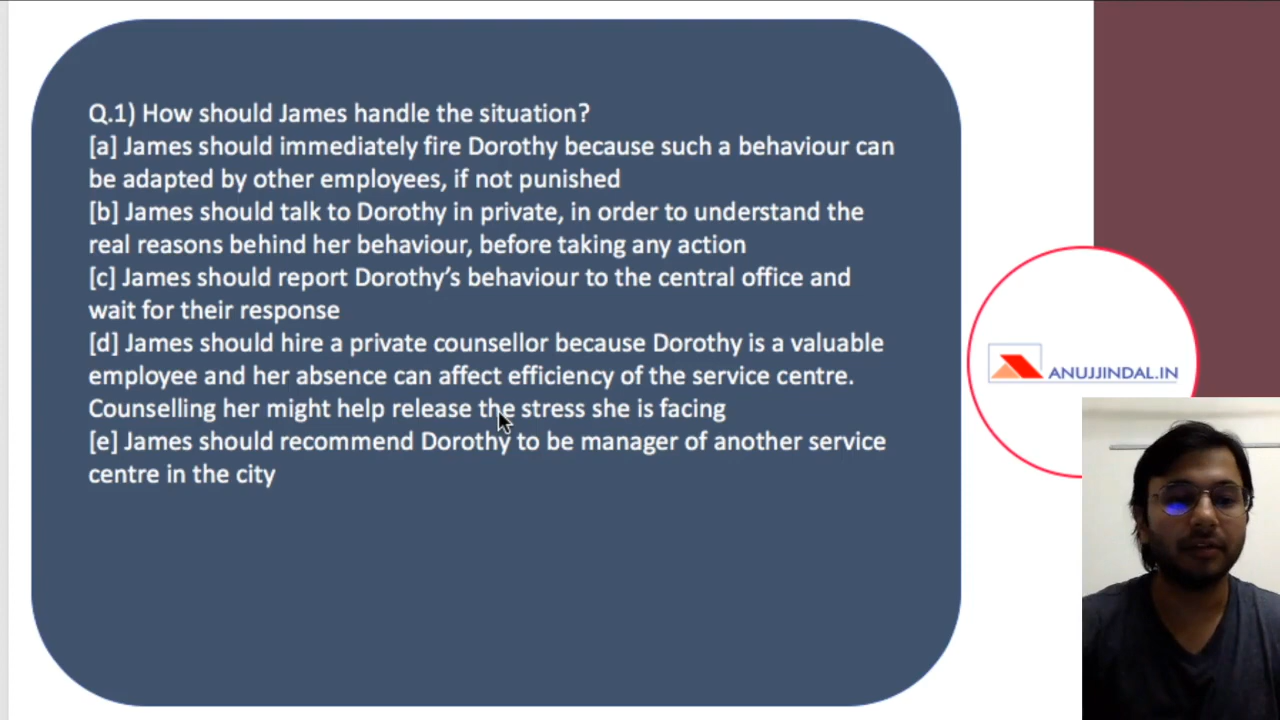 Q.1) How should James handle the situation?
[a] James should immediately fire Dorothy because such a behaviour can
be adapted by other employees, if not punished
[b] James should talk to Dorothy in private, in order to understand the
real reasons behind her behaviour, before taking any action
[c] James should report Dorothy's behaviour to the central office and
wait for their response
[d] James should hire a private counsellor because Dorothy is a valuable
employee and her absence can affect efficiency of the service centre.
Counselling her might help release the stress she is facing
[e] James should recommend Dorothy to be manager of another service
centre in the city
ANUJJINDAL.IN